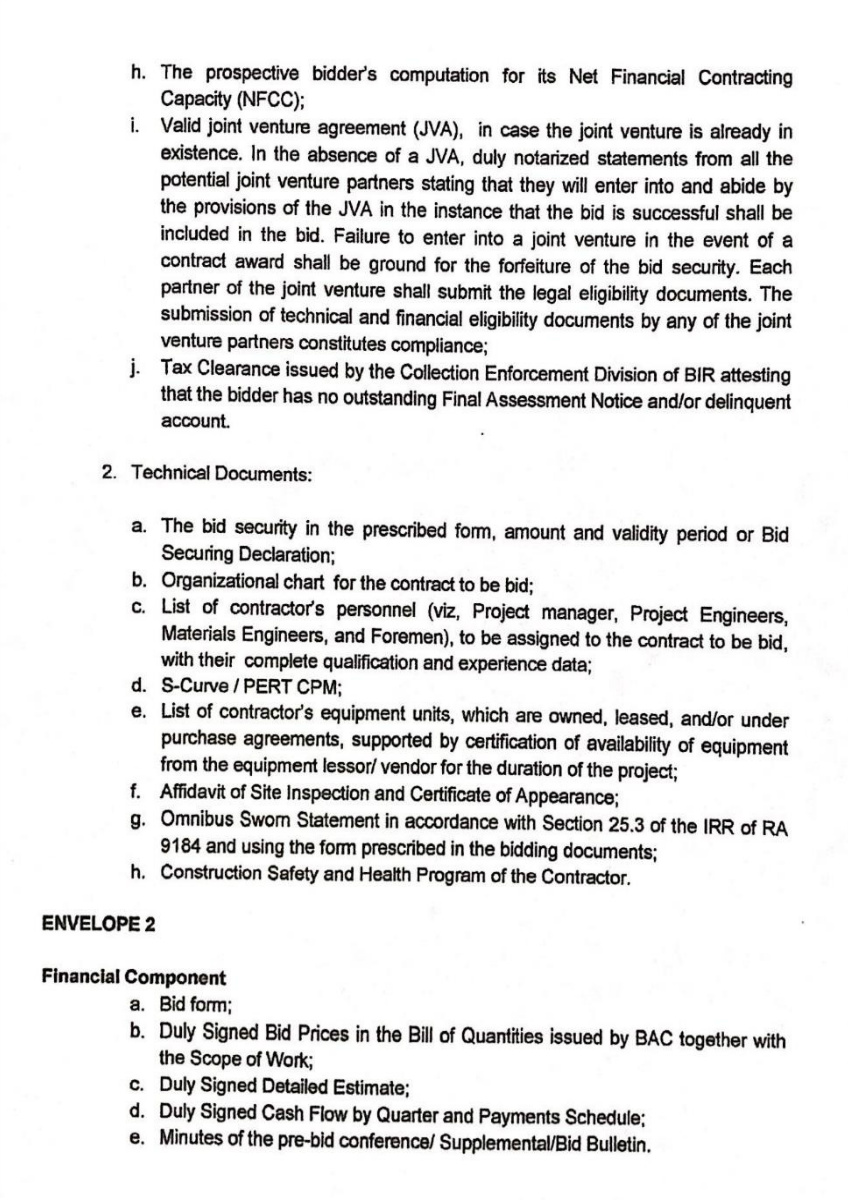 h. The prospective bidder's computation for its Net Financial Contracting
Capacity (NFCC);
i. Valid joint venture agreement (JVA), in case the joint venture is already in
existence. In the absence of a JVA, duly notarized statements from all the
potential joint venture partners stating that they will enter into and abide by
the provisions of the JVA in the instance that the bid is successful shall be
included in the bid. Failure to enter into a joint venture in the event of a
contract award shall be ground for the forfeiture of the bid security. Each
partner of the joint venture shall submit the legal eligibility documents. The
submission of technical and financial eligibility documents by any of the joint
venture partners constitutes compliance;
j. Tax Clearance issued by the Collection Enforcement Division of BIR attesting
that the bidder has no outstanding Final Assessment Notice and/or delinquent
account.
2. Technical Documents:
a. The bid security in the prescribed form, amount and validity period or Bid
Securing Declaration;
b. Organizational chart for the contract to be bid;
c. List of contractor's personnel (viz, Project manager, Project Engineers,
Materials Engineers, and Foremen), to be assigned to the contract to be bid,
with their complete qualification and experience data;
d. S-Curve / PERT CPM;
e. List of contractor's equipment units, which are owned, leased, and/or under
purchase agreements, supported by certification of availability of equipment
from the equipment lessor/ vendor for the duration of the project;
f. Affidavit of Site Inspection and Certificate of Appearance;
g. Omnibus Sworn Statement in accordance with Section 25.3 of the IRR of RA
9184 and using the form prescribed in the bidding documents;
h. Construction Safety and Health Program of the Contractor.
ENVELOPE 2
Financial Component
a. Bid form;
b. Duly Signed Bid Prices in the Bill of Quantities issued by BAC together with
the Scope of Work;
c. Duly Signed Detailed Estimate;
d. Duly Signed Cash Flow by Quarter and Payments Schedule;
e. Minutes of the pre-bid conference/ Supplemental/Bid Bulletin.